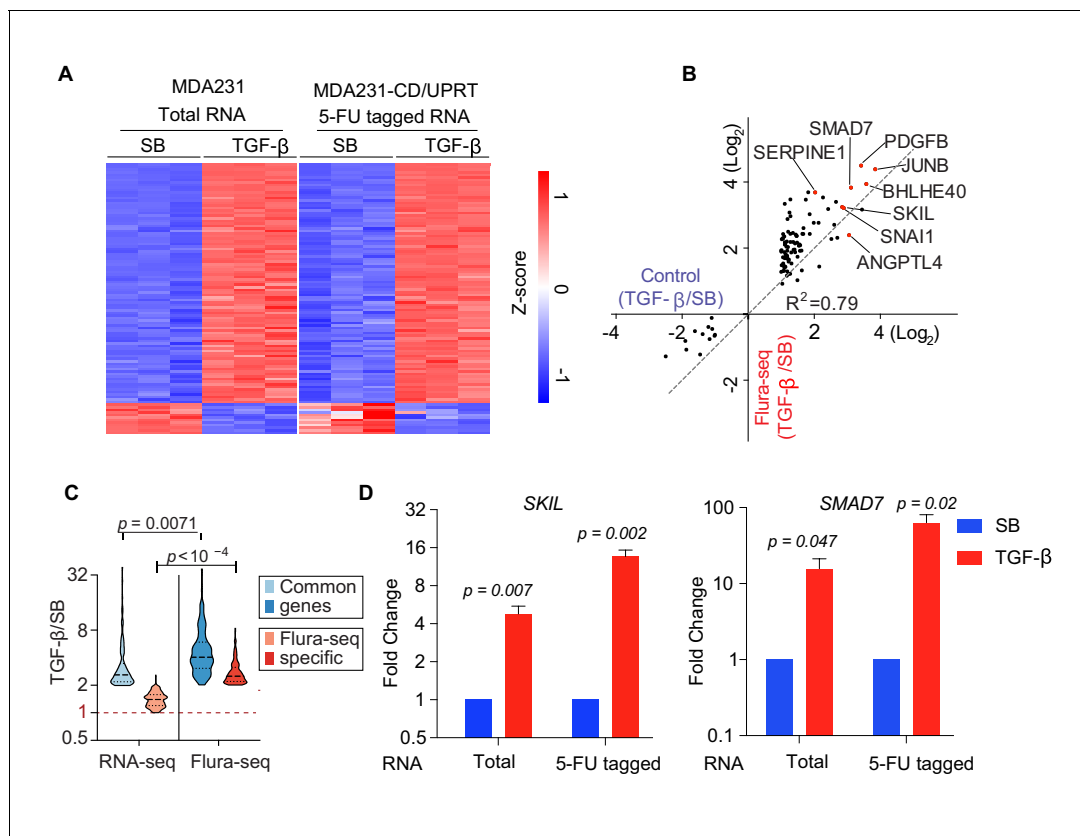 A
MDA231
Total RNA
MDA231-CD/UPRT
5-FU tagged RNA
SB
TGF-β
SB
TGF-β
1
0
-1
Z-score
B
(Log2)
4
2
-2
-4
-2
2
4 (Log2)
SERPINE1
SMAD7
PDGFB
JUNB
BHLHE40
SKIL
SNAI1
ANGPTL4
Control
(TGF- β/SB)
R²=0.79
Flura-seq
(TGF-β /SB)
C
p = 0.0071
p < 10 ⁻⁴
TGF-β/SB
32
8
2
1
0.5
RNA-seq
Flura-seq
Common
genes
Flura-seq
specific
D
SKIL
Fold Change
32
16
4
1
0.5
p = 0.007
p = 0.002
RNA
Total
5-FU tagged
SMAD7
Fold Change
100
10
1
0.1
p = 0.047
p = 0.02
RNA
Total
5-FU tagged
SB
TGF-β